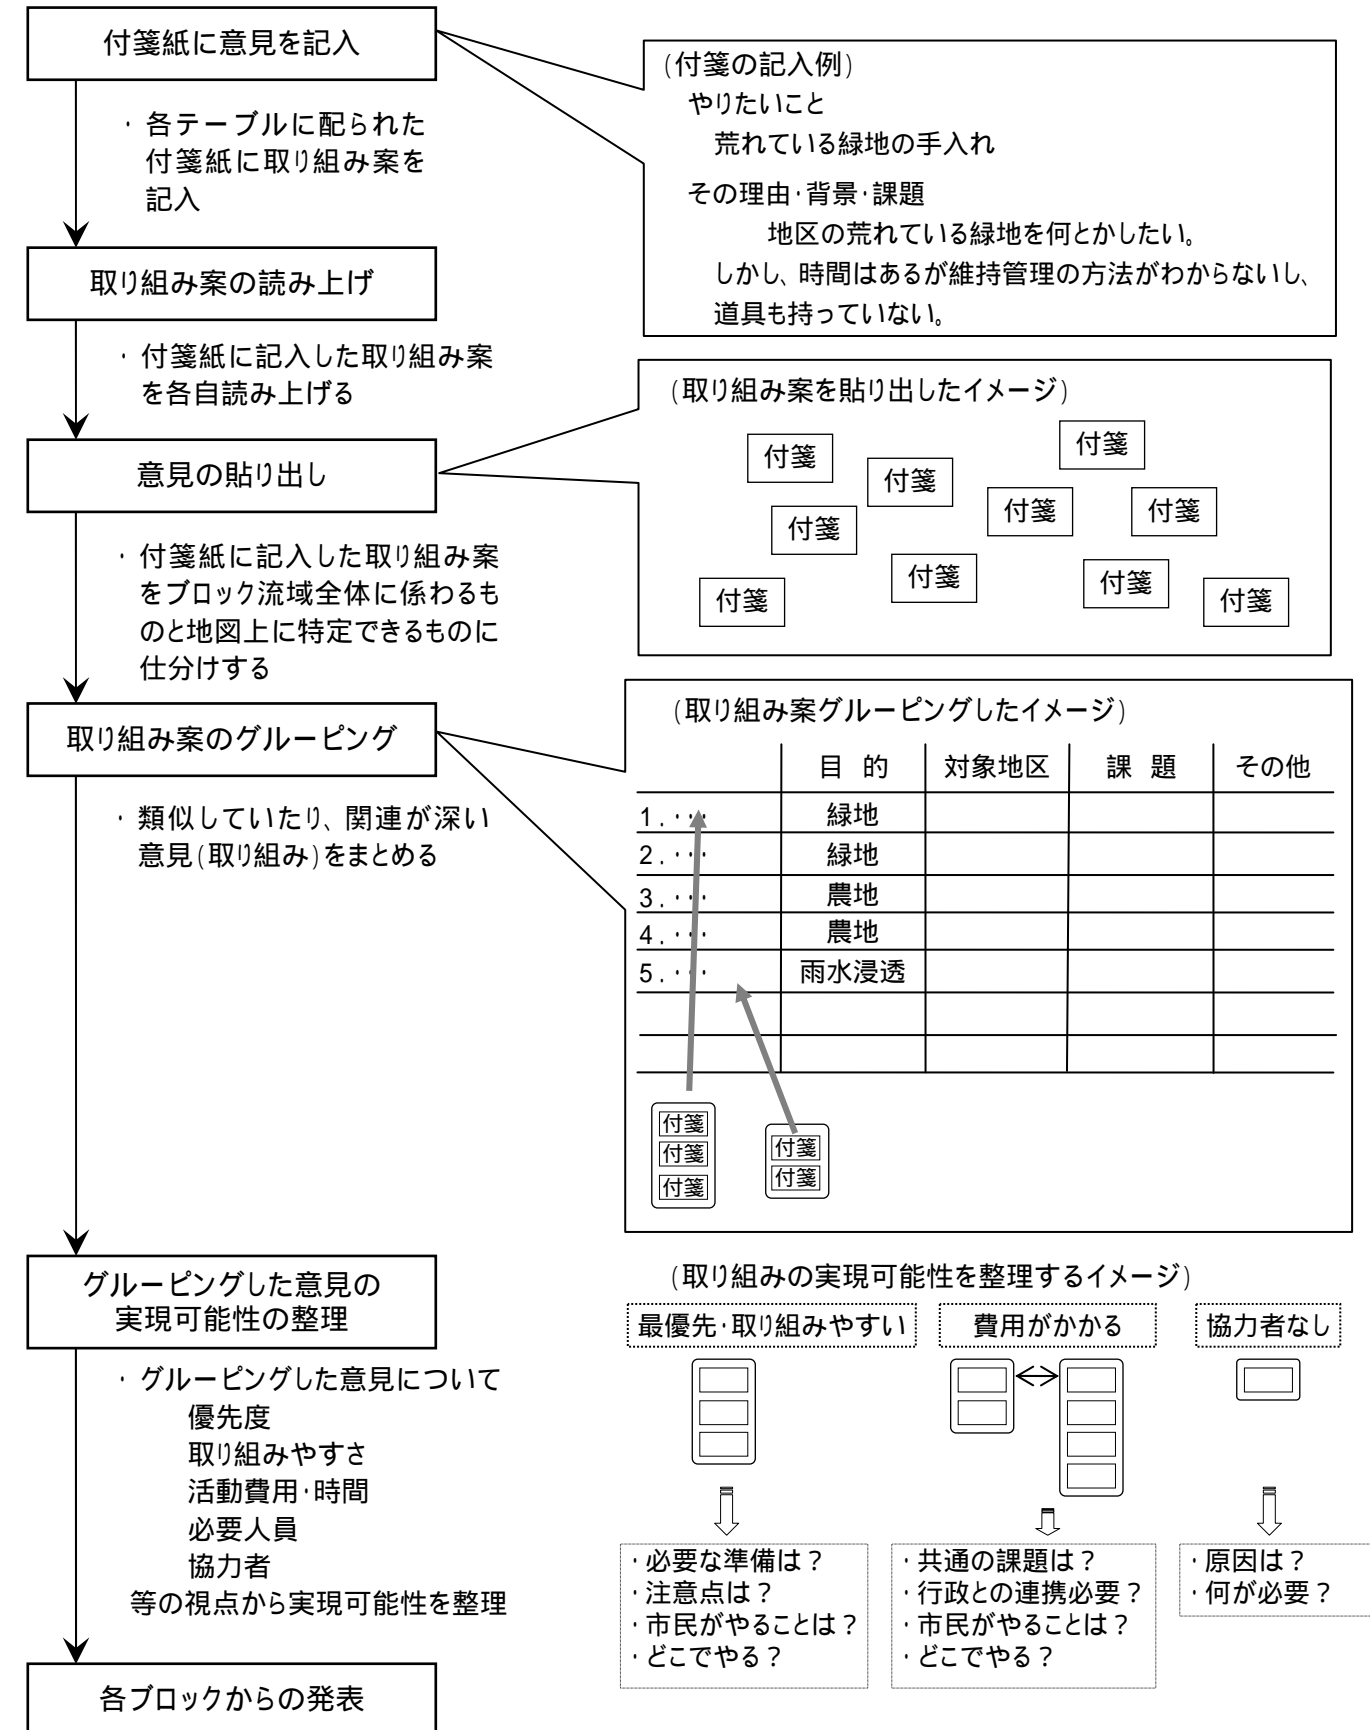 付箋紙に意見を記入
・各テーブルに配られた
付箋紙に取り組み案を
記入
(付箋の記入例)
やりたいこと
荒れている緑地の手入れ
その理由・背景・課題
地区の荒れている緑地を何とかしたい。
しかし、時間はあるが維持管理の方法がわからないし、
道具も持っていない。
取り組み案の読み上げ
・付箋紙に記入した取り組み案
を各自読み上げる
意見の貼り出し
・付箋紙に記入した取り組み案
をブロック流域全体に係わるも
のと地図上に特定できるものに
仕分けする
(取り組み案を貼り出したイメージ)
付箋
付箋
付箋
付箋
付箋
付箋
付箋
付箋
付箋
付箋
取り組み案のグルーピング
・類似していたり、関連が深い
意見(取り組み)をまとめる
(取り組み案グルーピングしたイメージ)
目 的 対象地区 課 題 その他
1.・・・ 緑地
2.・・・ 緑地
3.・・・ 農地
4.・・・ 農地
5.・・・ 雨水浸透
付箋
付箋
付箋
付箋
付箋
グルーピングした意見の
実現可能性の整理
・グルーピングした意見について
優先度
取り組みやすさ
活動費用・時間
必要人員
協力者
等の視点から実現可能性を整理
(取り組みの実現可能性を整理するイメージ)
最優先・取り組みやすい
費用がかかる
協力者なし
・必要な準備は？
・注意点は？
・市民がやることは？
・どこでやる？
・共通の課題は？
・行政との連携必要？
・市民がやることは？
・どこでやる？
・原因は？
・何が必要？
各ブロックからの発表